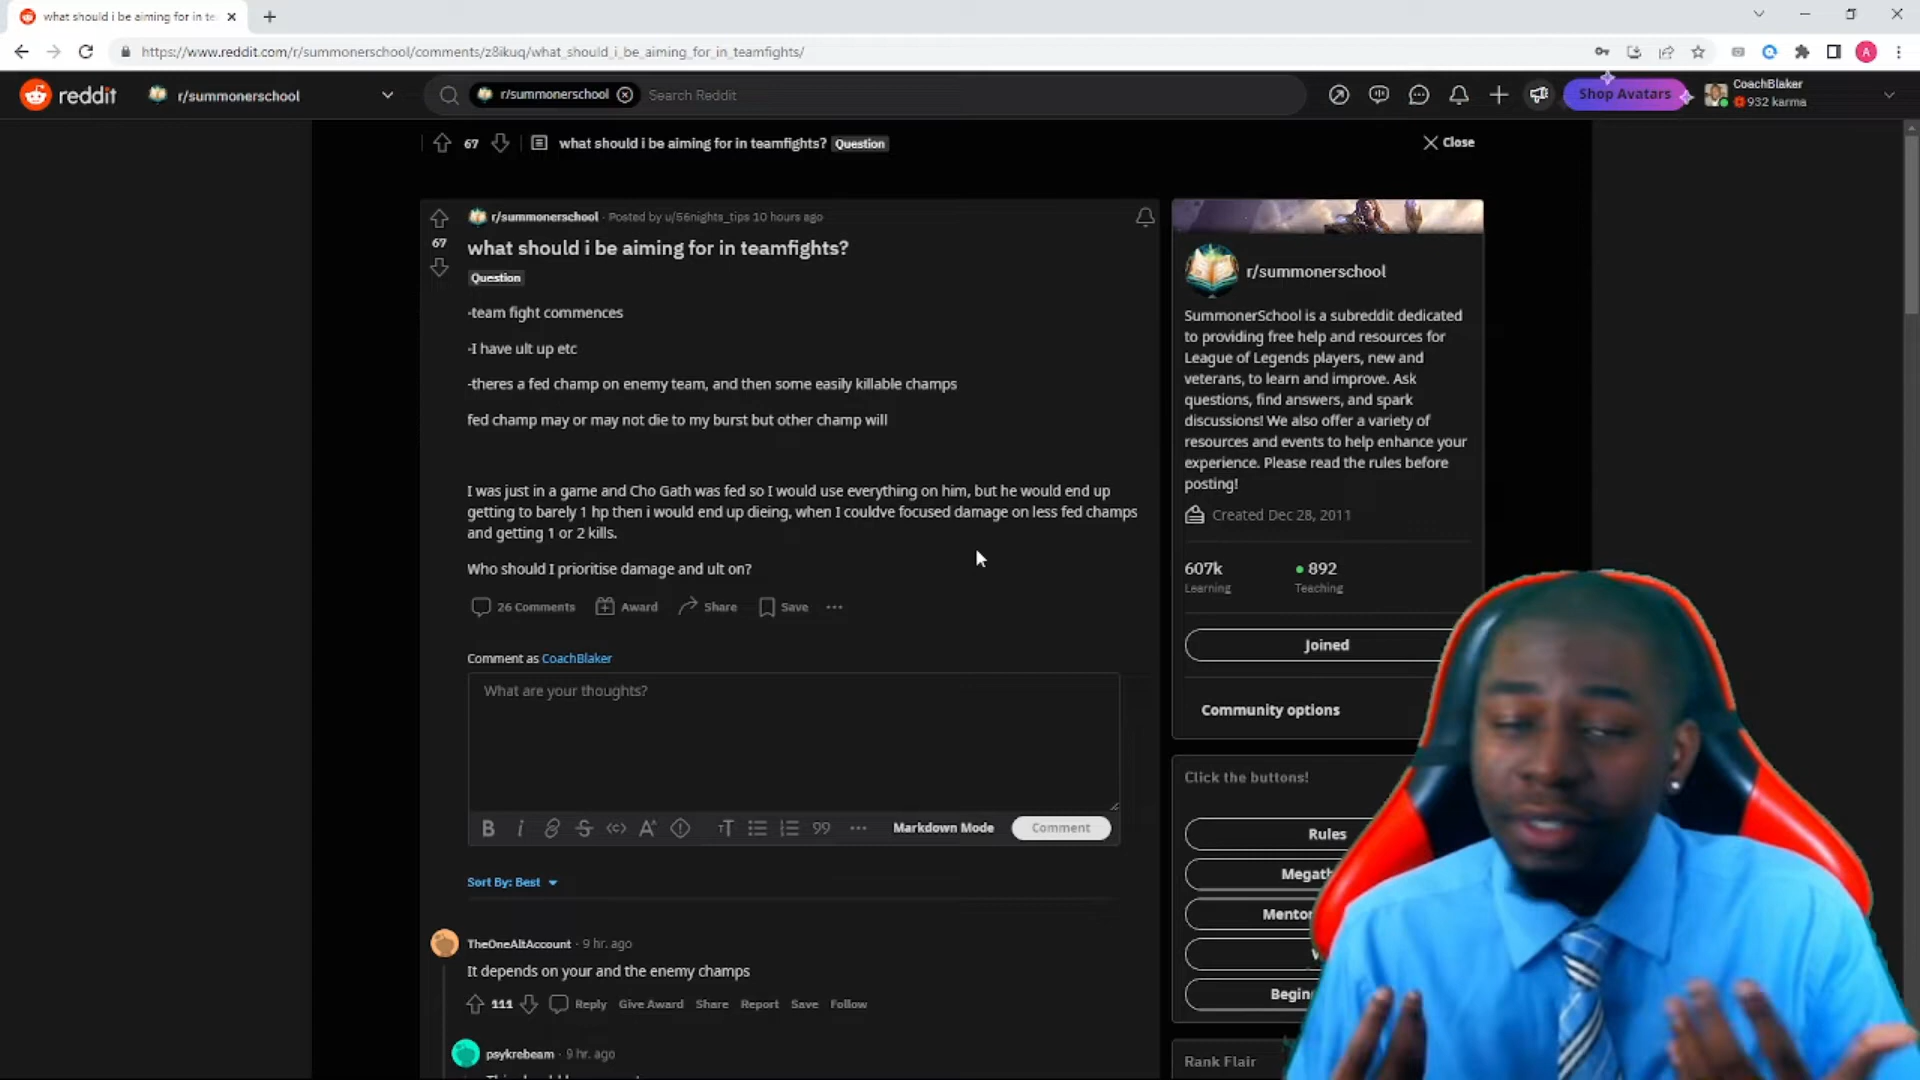 what should i be aiming for in te
https://www.reddit.com/r/summonerschool/comments/z8ikuq/what_should_i_be_aiming_for_in_teamfights/
A
reddit
r/summonerschool
r/summonerschool
Search Reddit
Shop Avatars
CoachBlaker
932 karma
67
what should i be aiming for in teamfights?
Question
Close
r/summonerschool · Posted by u/56nights_tips 10 hours ago
67
what should i be aiming for in teamfights?
Question
-team fight commences
-I have ult up etc
-theres a fed champ on enemy team, and then some easily killable champs
fed champ may or may not die to my burst but other champ will
I was just in a game and Cho Gath was fed so I would use everything on him, but he would end up
getting to barely 1 hp then i would end up dieing, when I couldve focused damage on less fed champs
and getting 1 or 2 kills.
Who should I prioritise damage and ult on?
26 Comments
Award
Share
Save
Comment as CoachBlaker
What are your thoughts?
B i
99
Markdown Mode
Comment
Sort By: Best
TheOneAltAccount · 9 hr. ago
It depends on your and the enemy champs
111
Reply
Give Award
Share
Report
Save
Follow
psykrebeam · 9 hr. ago
r/summonerschool
SummonerSchool is a subreddit dedicated
to providing free help and resources for
League of Legends players, new and
veterans, to learn and improve. Ask
questions, find answers, and spark
discussions! We also offer a variety of
resources and events to help enhance your
experience. Please read the rules before
posting!
Created Dec 28, 2011
607k
Learning
892
Teaching
Joined
Community options
Click the buttons!
Rules
Megath
Mentor
Begin
Rank Flair